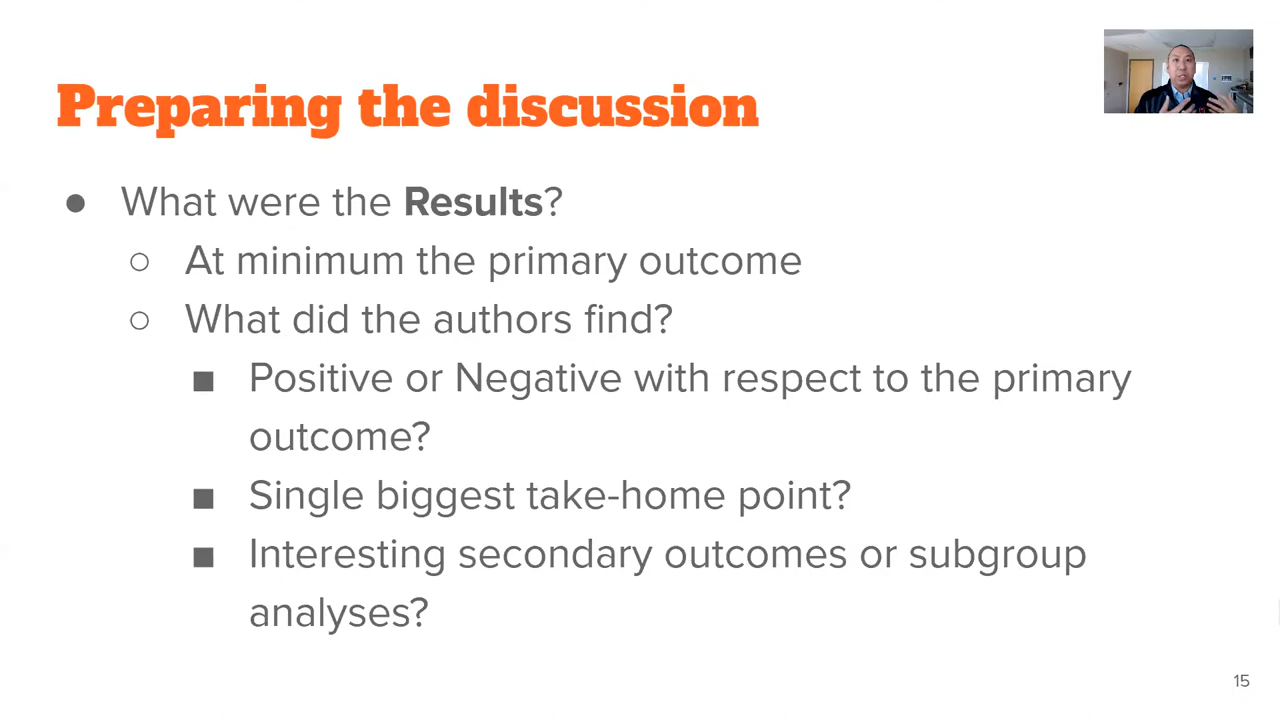 Preparing the discussion
● What were the Results?
○ At minimum the primary outcome
○ What did the authors find?
■ Positive or Negative with respect to the primary
outcome?
■ Single biggest take-home point?
■ Interesting secondary outcomes or subgroup
analyses?
15